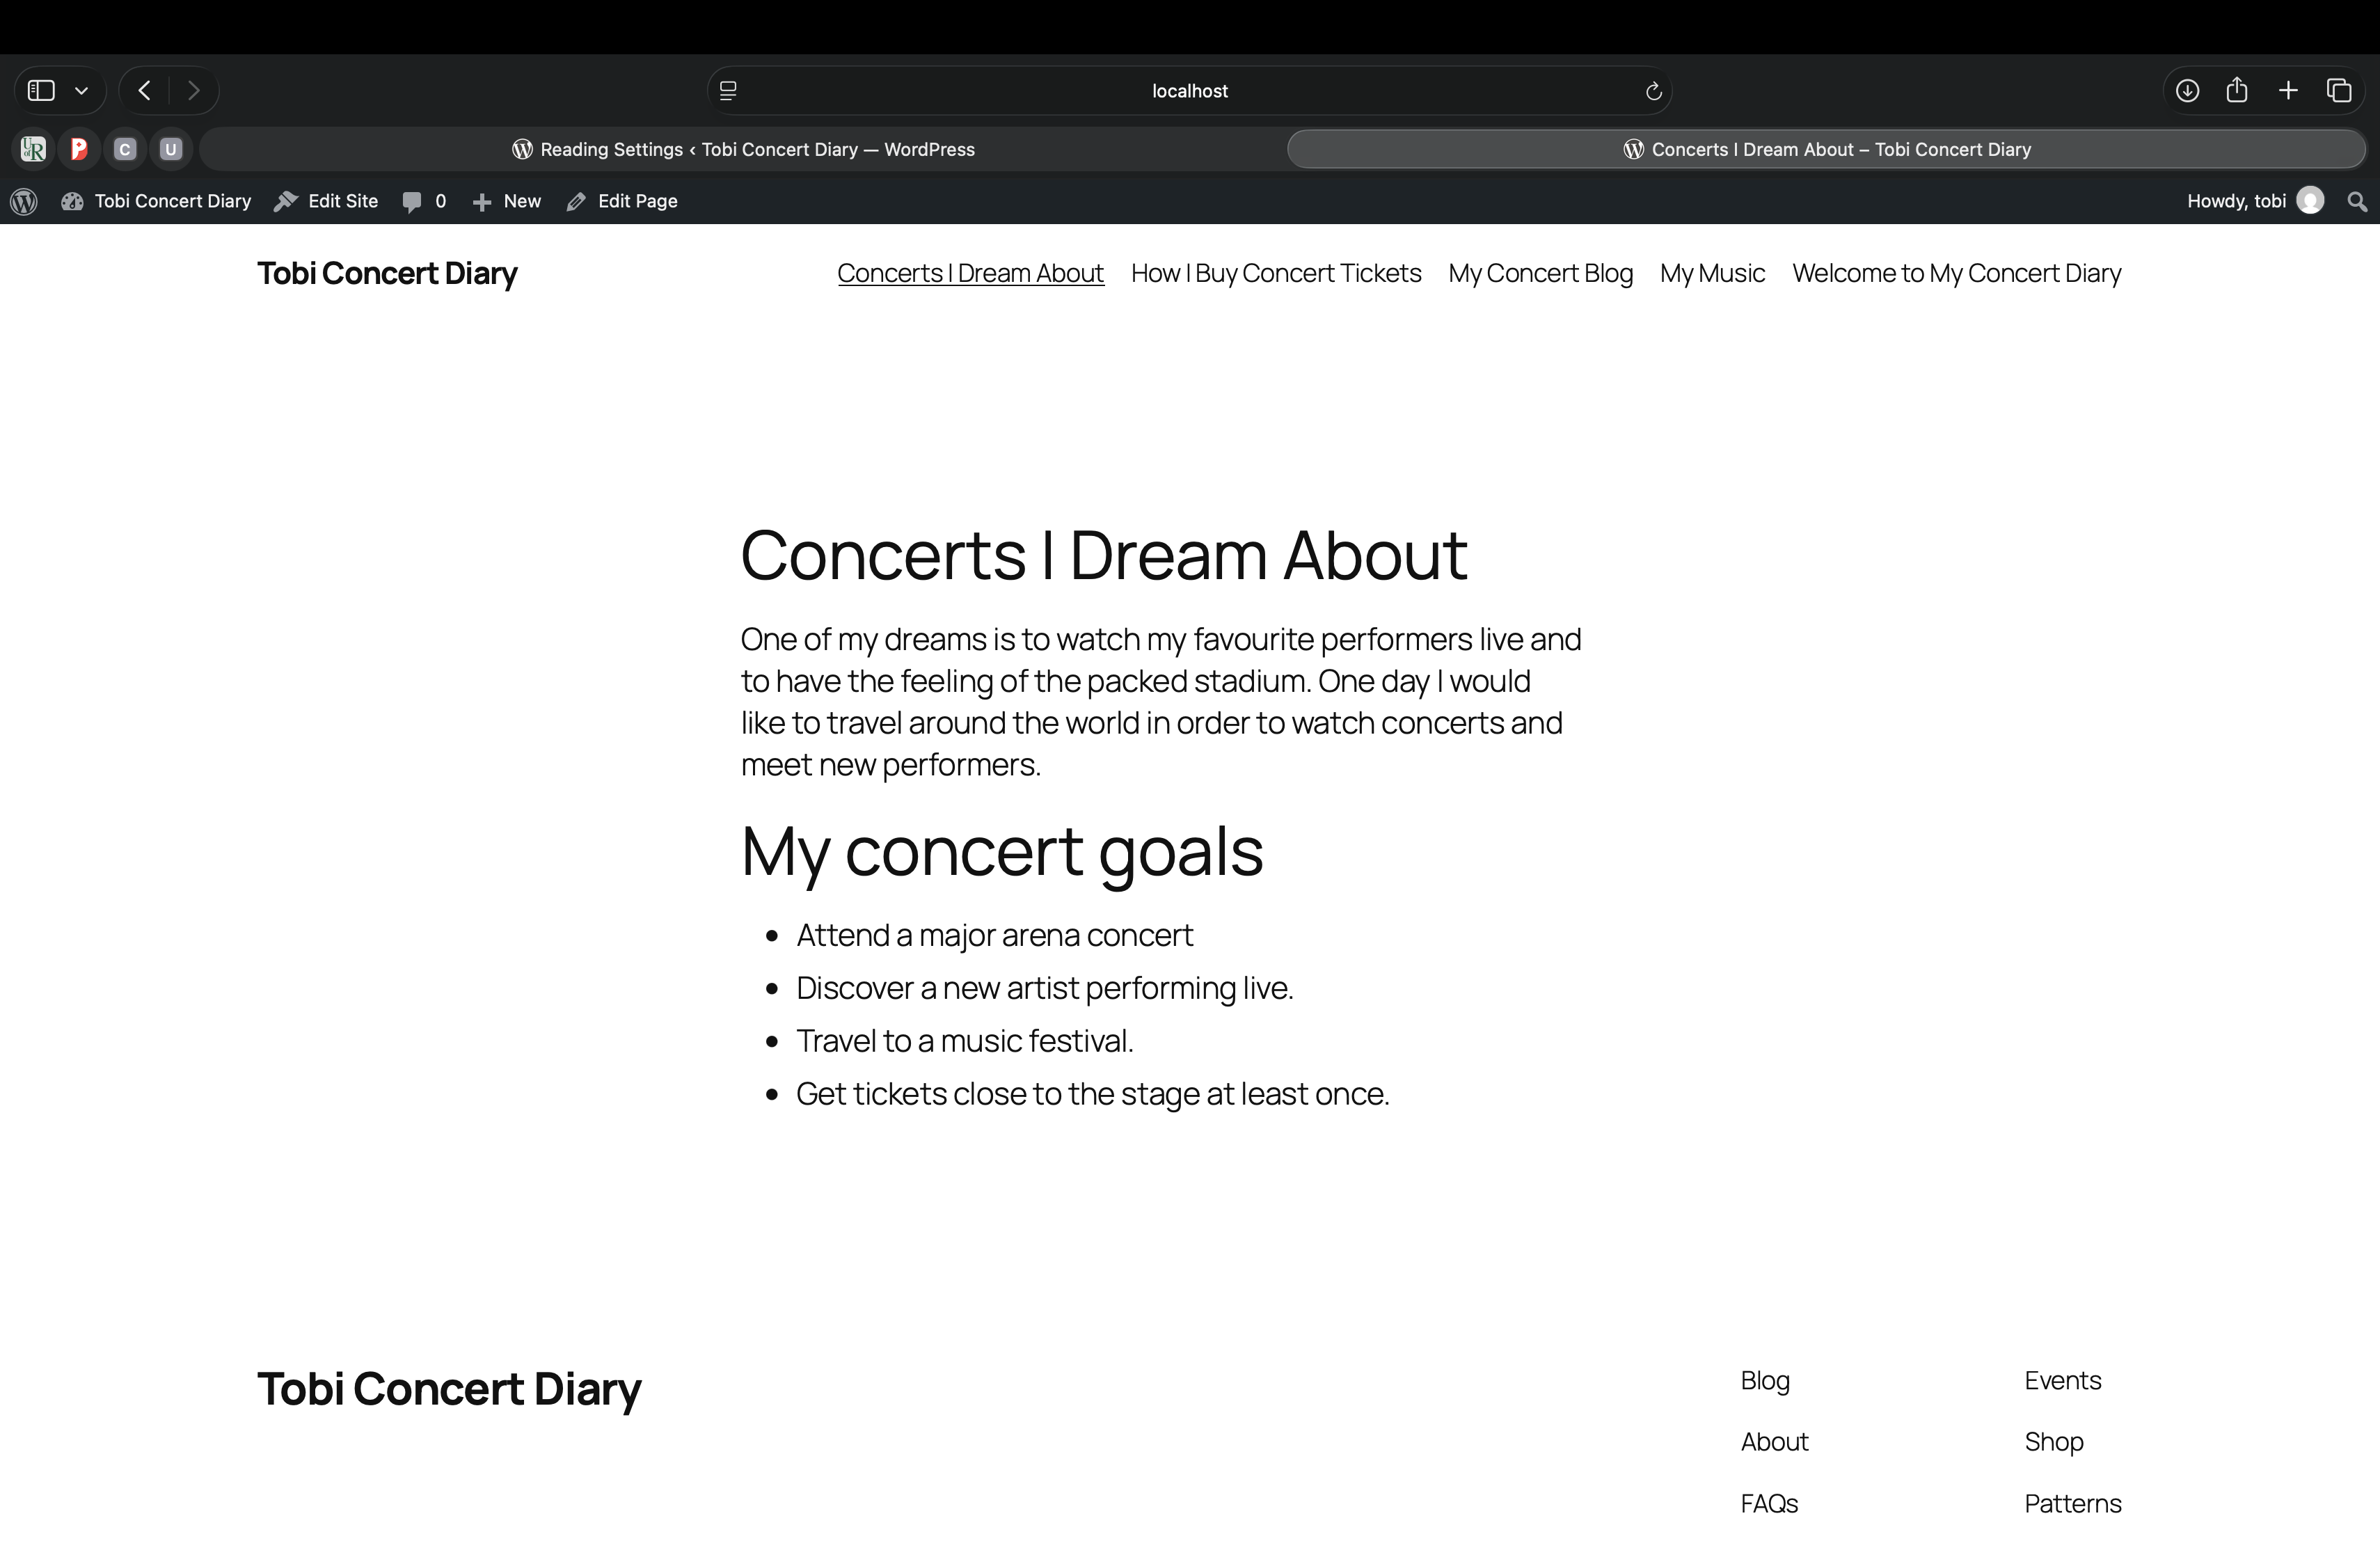 localhost
UofR
P
C
U
Reading Settings ‹ Tobi Concert Diary — WordPress
Concerts I Dream About – Tobi Concert Diary
Tobi Concert Diary
Edit Site
0
New
Edit Page
Howdy, tobi
Tobi Concert Diary
Concerts I Dream About
How I Buy Concert Tickets
My Concert Blog
My Music
Welcome to My Concert Diary
Concerts I Dream About
One of my dreams is to watch my favourite performers live and
to have the feeling of the packed stadium. One day I would
like to travel around the world in order to watch concerts and
meet new performers.
My concert goals
• Attend a major arena concert
• Discover a new artist performing live.
• Travel to a music festival.
• Get tickets close to the stage at least once.
Tobi Concert Diary
Blog
Events
About
Shop
FAQs
Patterns